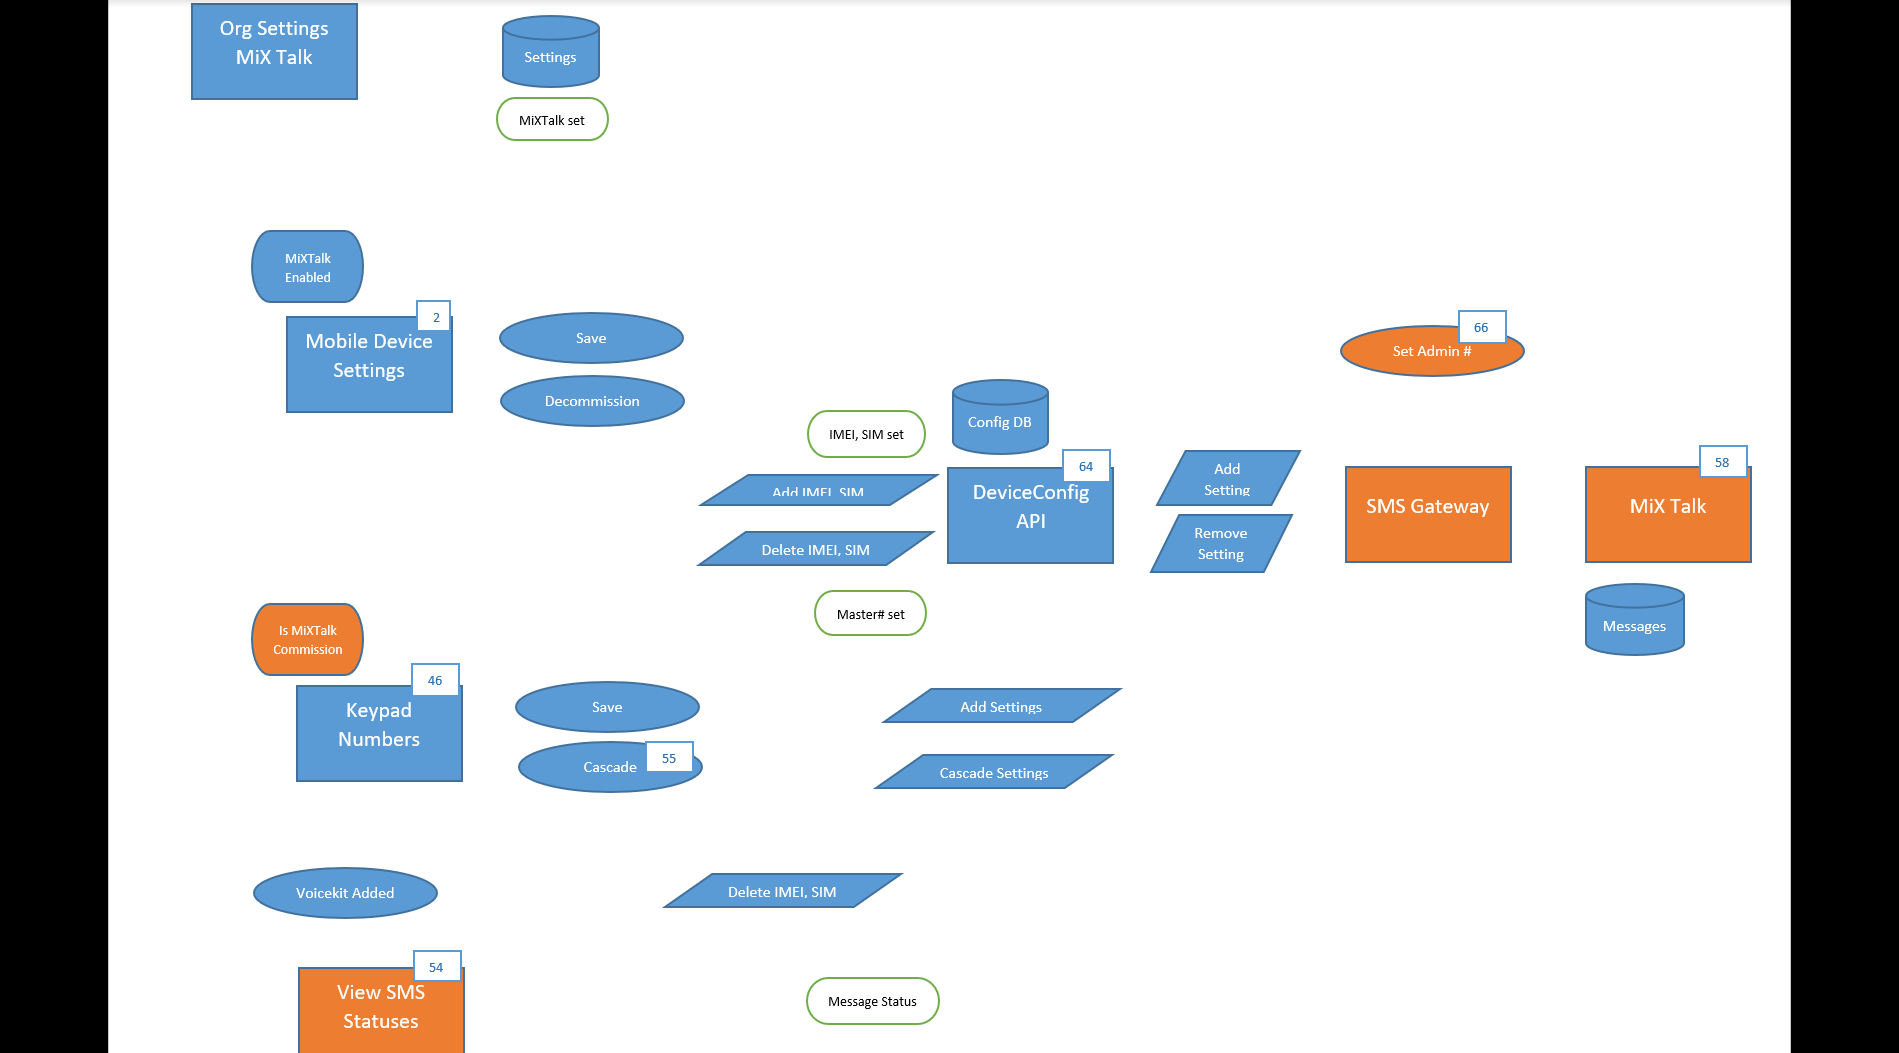 Org Settings
MiX Talk
Settings
MiXTalk set
MiXTalk
Enabled
2
Mobile Device
Settings
Save
Decommission
66
Set Admin #
IMEI, SIM set
Config DB
Add IMEI, SIM
Delete IMEI, SIM
64
DeviceConfig
API
Add
Setting
Remove
Setting
SMS Gateway
58
MiX Talk
Messages
Master# set
Is MiXTalk
Commission
46
Keypad
Numbers
Save
Cascade
55
Add Settings
Cascade Settings
Voicekit Added
Delete IMEI, SIM
54
View SMS
Statuses
Message Status